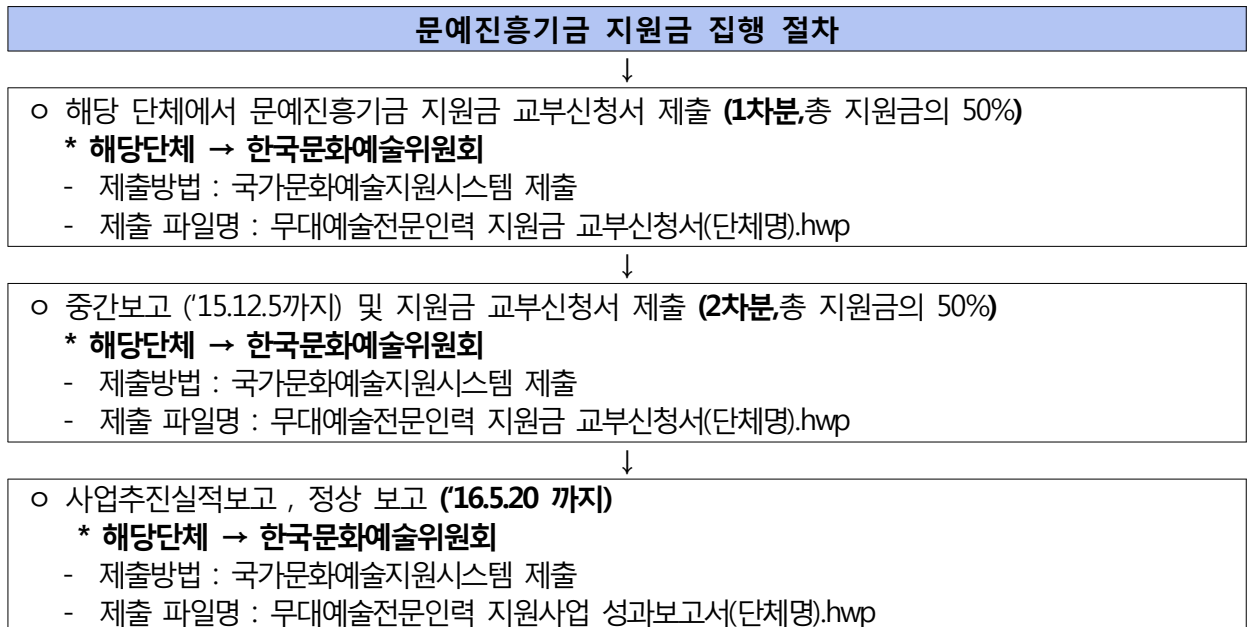 문예진흥기금 지원금 집행 절차
↓
ㅇ 해당 단체에서 문예진흥기금 지원금 교부신청서 제출 (1차분,총 지원금의 50%)
* 해당단체 → 한국문화예술위원회
- 제출방법 : 국가문화예술지원시스템 제출
- 제출 파일명 : 무대예술전문인력 지원금 교부신청서(단체명).hwp
↓
ㅇ 중간보고 ('15.12.5까지) 및 지원금 교부신청서 제출 (2차분,총 지원금의 50%)
* 해당단체 → 한국문화예술위원회
- 제출방법 : 국가문화예술지원시스템 제출
- 제출 파일명 : 무대예술전문인력 지원금 교부신청서(단체명).hwp
↓
ㅇ 사업추진실적보고 , 정상 보고 ('16.5.20 까지)
* 해당단체 → 한국문화예술위원회
- 제출방법 : 국가문화예술지원시스템 제출
- 제출 파일명 : 무대예술전문인력 지원사업 성과보고서(단체명).hwp